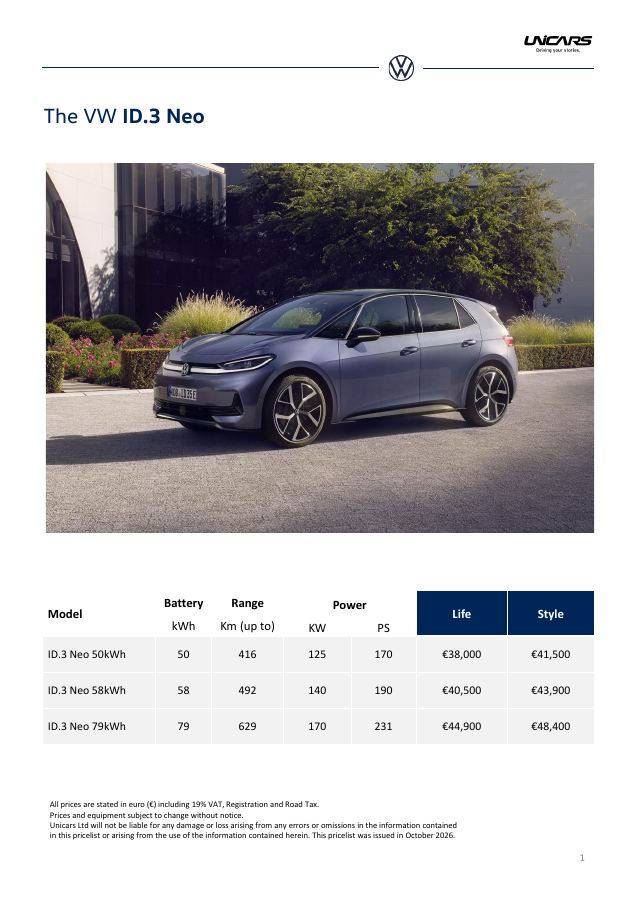 UNICARS
Driving your stories.
The VW ID.3 Neo
Model Battery Range Power Life Style
kWh Km (up to) KW PS
ID.3 Neo 50kWh 50 416 125 170 €38,000 €41,500
ID.3 Neo 58kWh 58 492 140 190 €40,500 €43,900
ID.3 Neo 79kWh 79 629 170 231 €44,900 €48,400
All prices are stated in euro (€) including 19% VAT, Registration and Road Tax.
Prices and equipment subject to change without notice.
Unicars Ltd will not be liable for any damage or loss arising from any errors or omissions in the information contained
in this pricelist or arising from the use of the information contained herein. This pricelist was issued in October 2026.
1